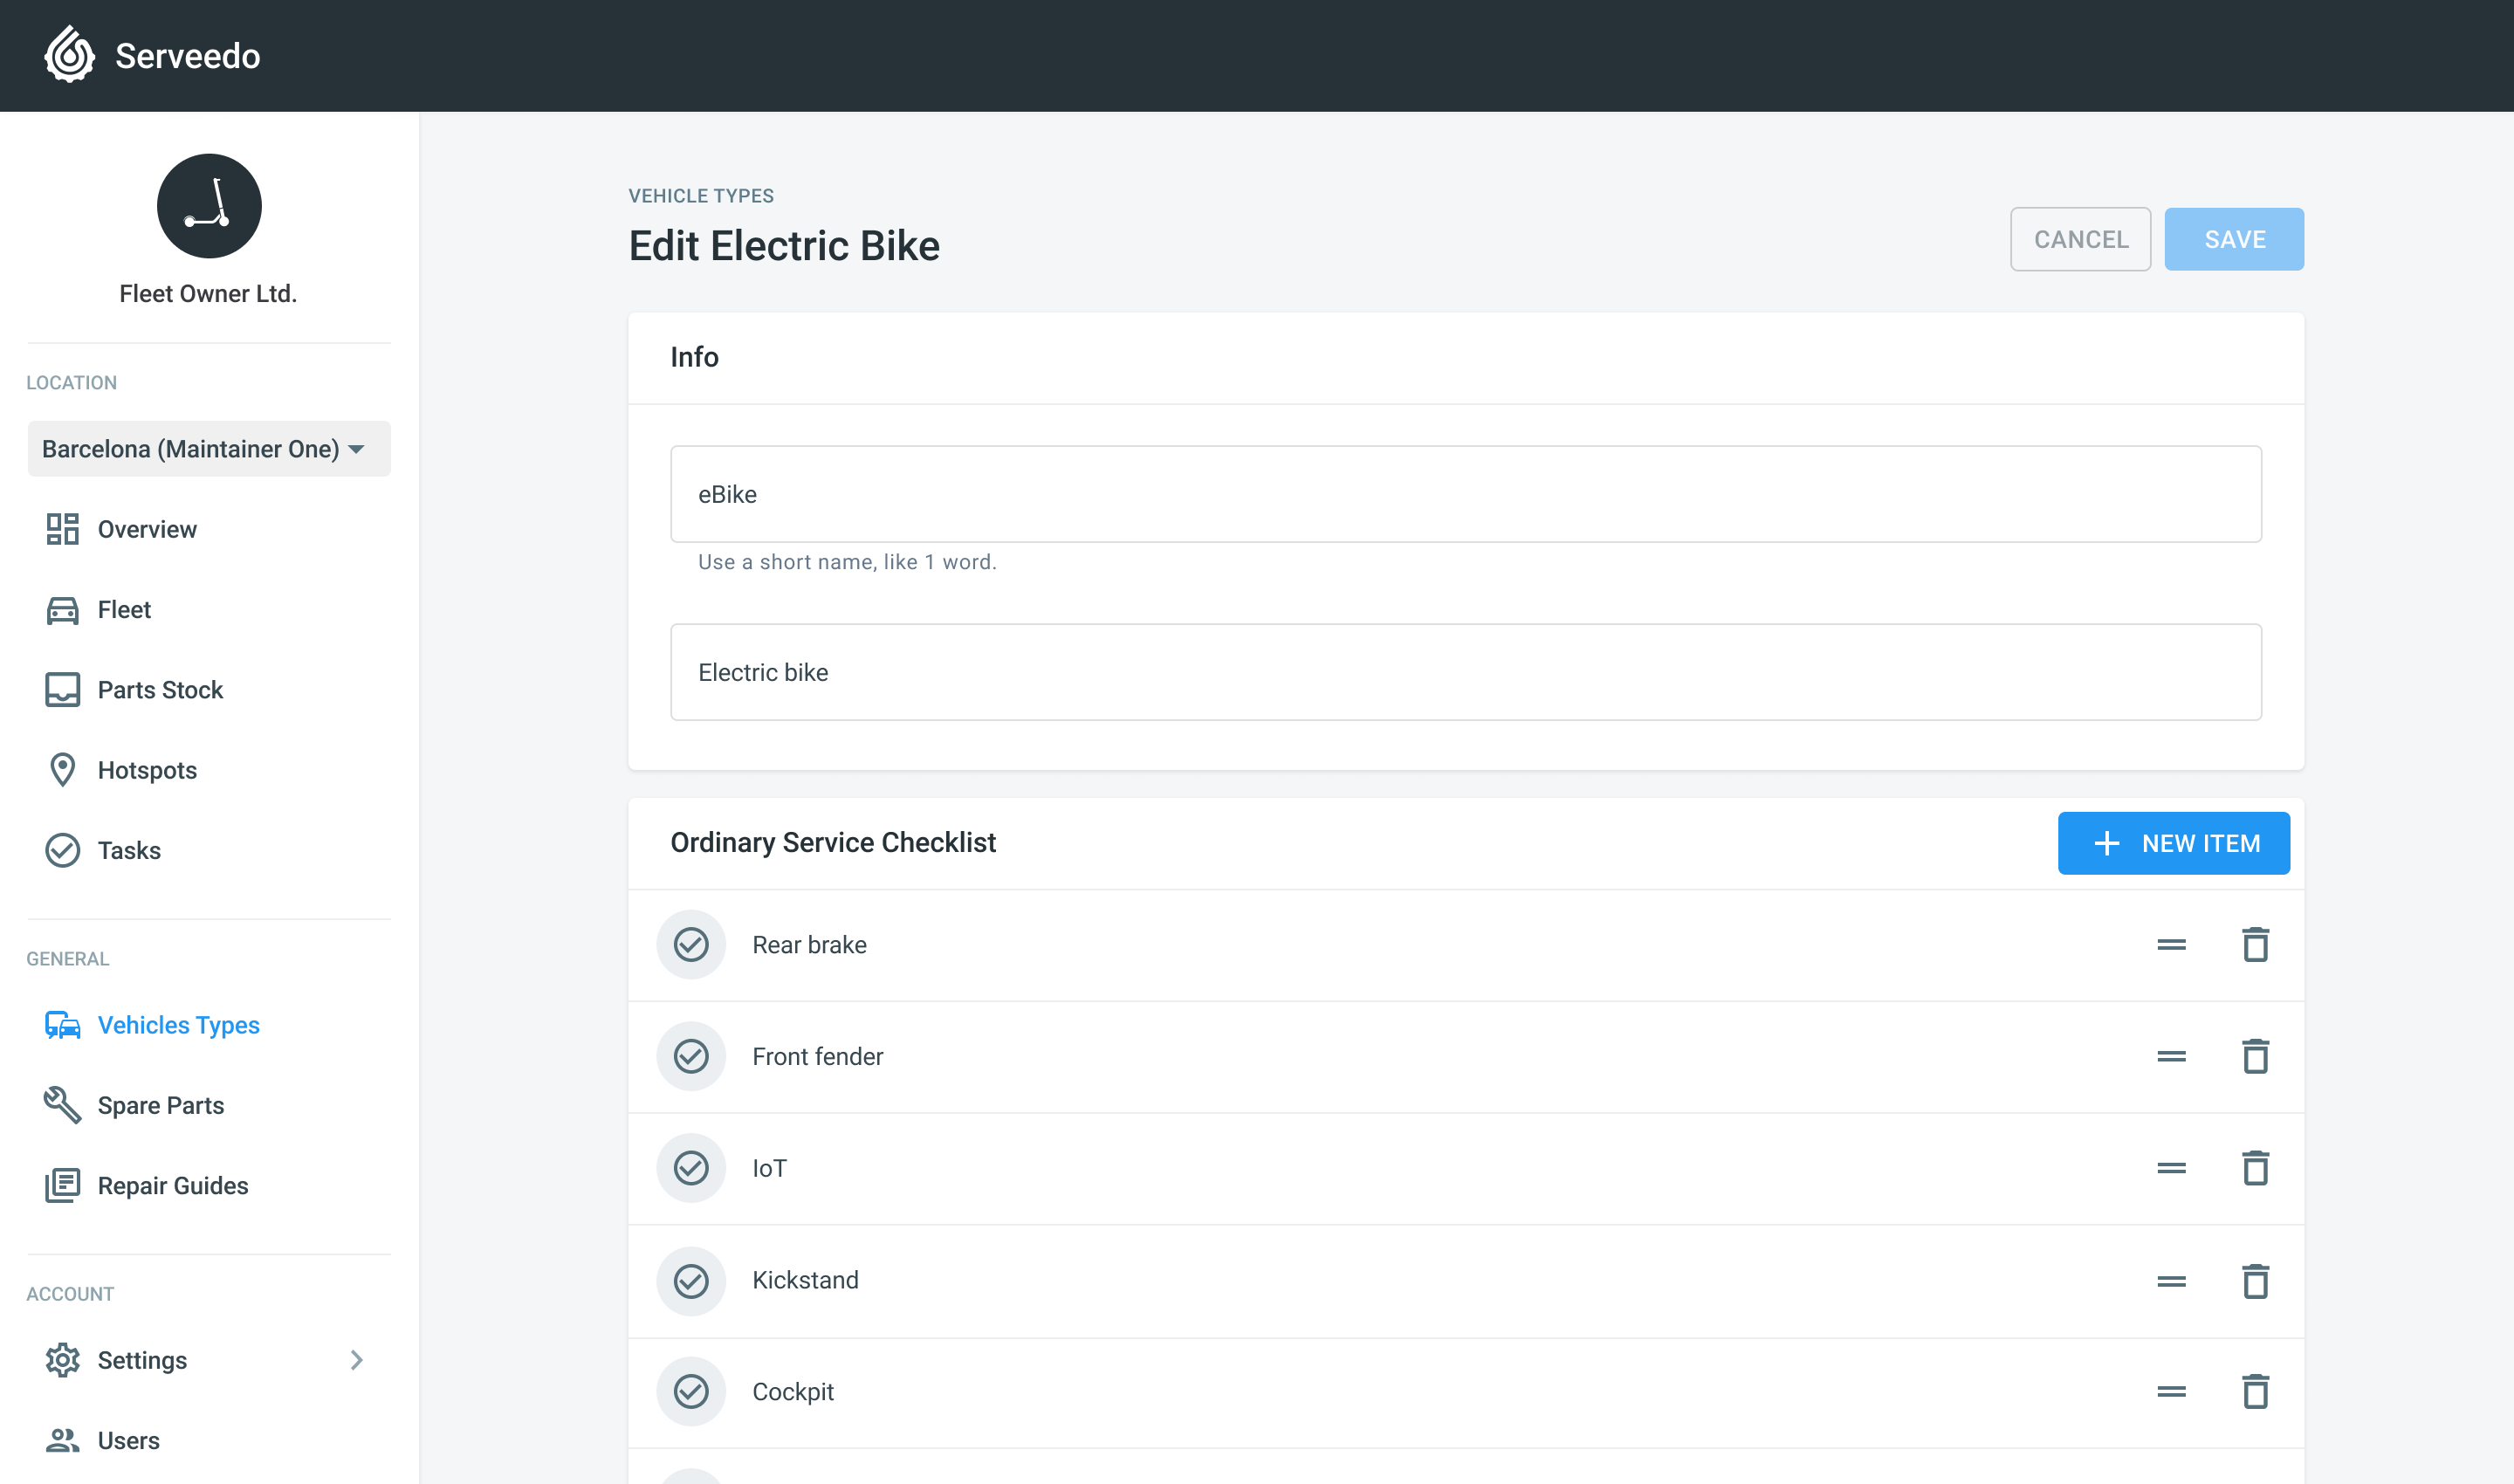 Serveedo
Fleet Owner Ltd.
LOCATION
Barcelona (Maintainer One)
Overview
Fleet
Parts Stock
Hotspots
Tasks
GENERAL
Vehicles Types
Spare Parts
Repair Guides
ACCOUNT
Settings
Users
VEHICLE TYPES
Edit Electric Bike
CANCEL
SAVE
Info
eBike
Use a short name, like 1 word.
Electric bike
Ordinary Service Checklist
NEW ITEM
Rear brake
Front fender
IoT
Kickstand
Cockpit